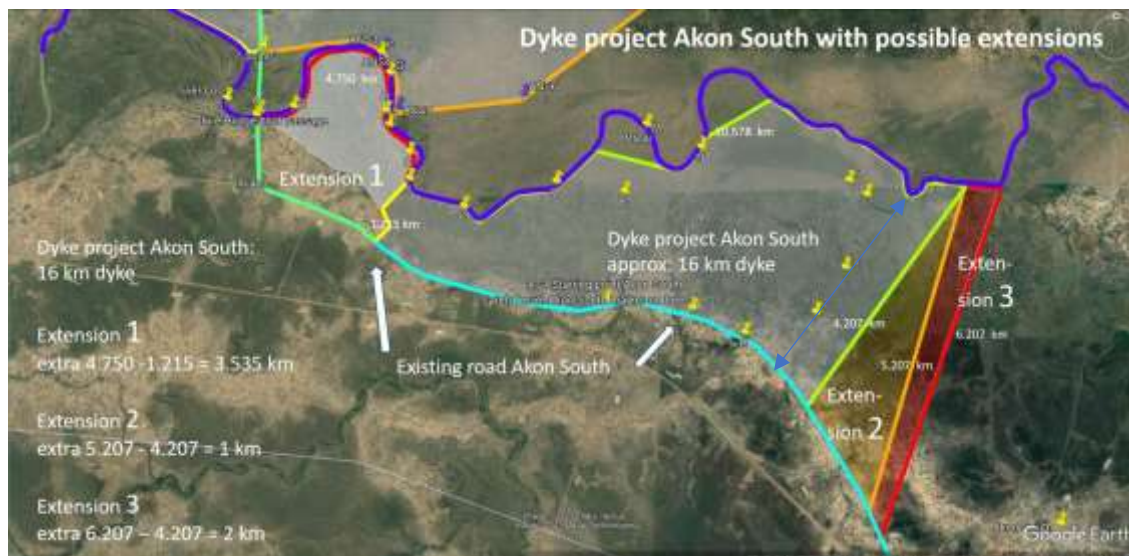 Dyke project Akon South with possible extensions
4.750 km
10.578 km
Extension 1
Dyke project Akon South:
16 km dyke
Dyke project Akon South
approx: 16 km dyke
Exten-
sion 3
6.202 km
4.207 km
5.207 km
Extension 1
extra 4.750 -1.215 = 3.535 km
Existing road Akon South
Exten-
sion 2
Extension 2
extra 5.207 - 4.207 = 1 km
Extension 3
extra 6.207 – 4.207 = 2 km
Google Earth